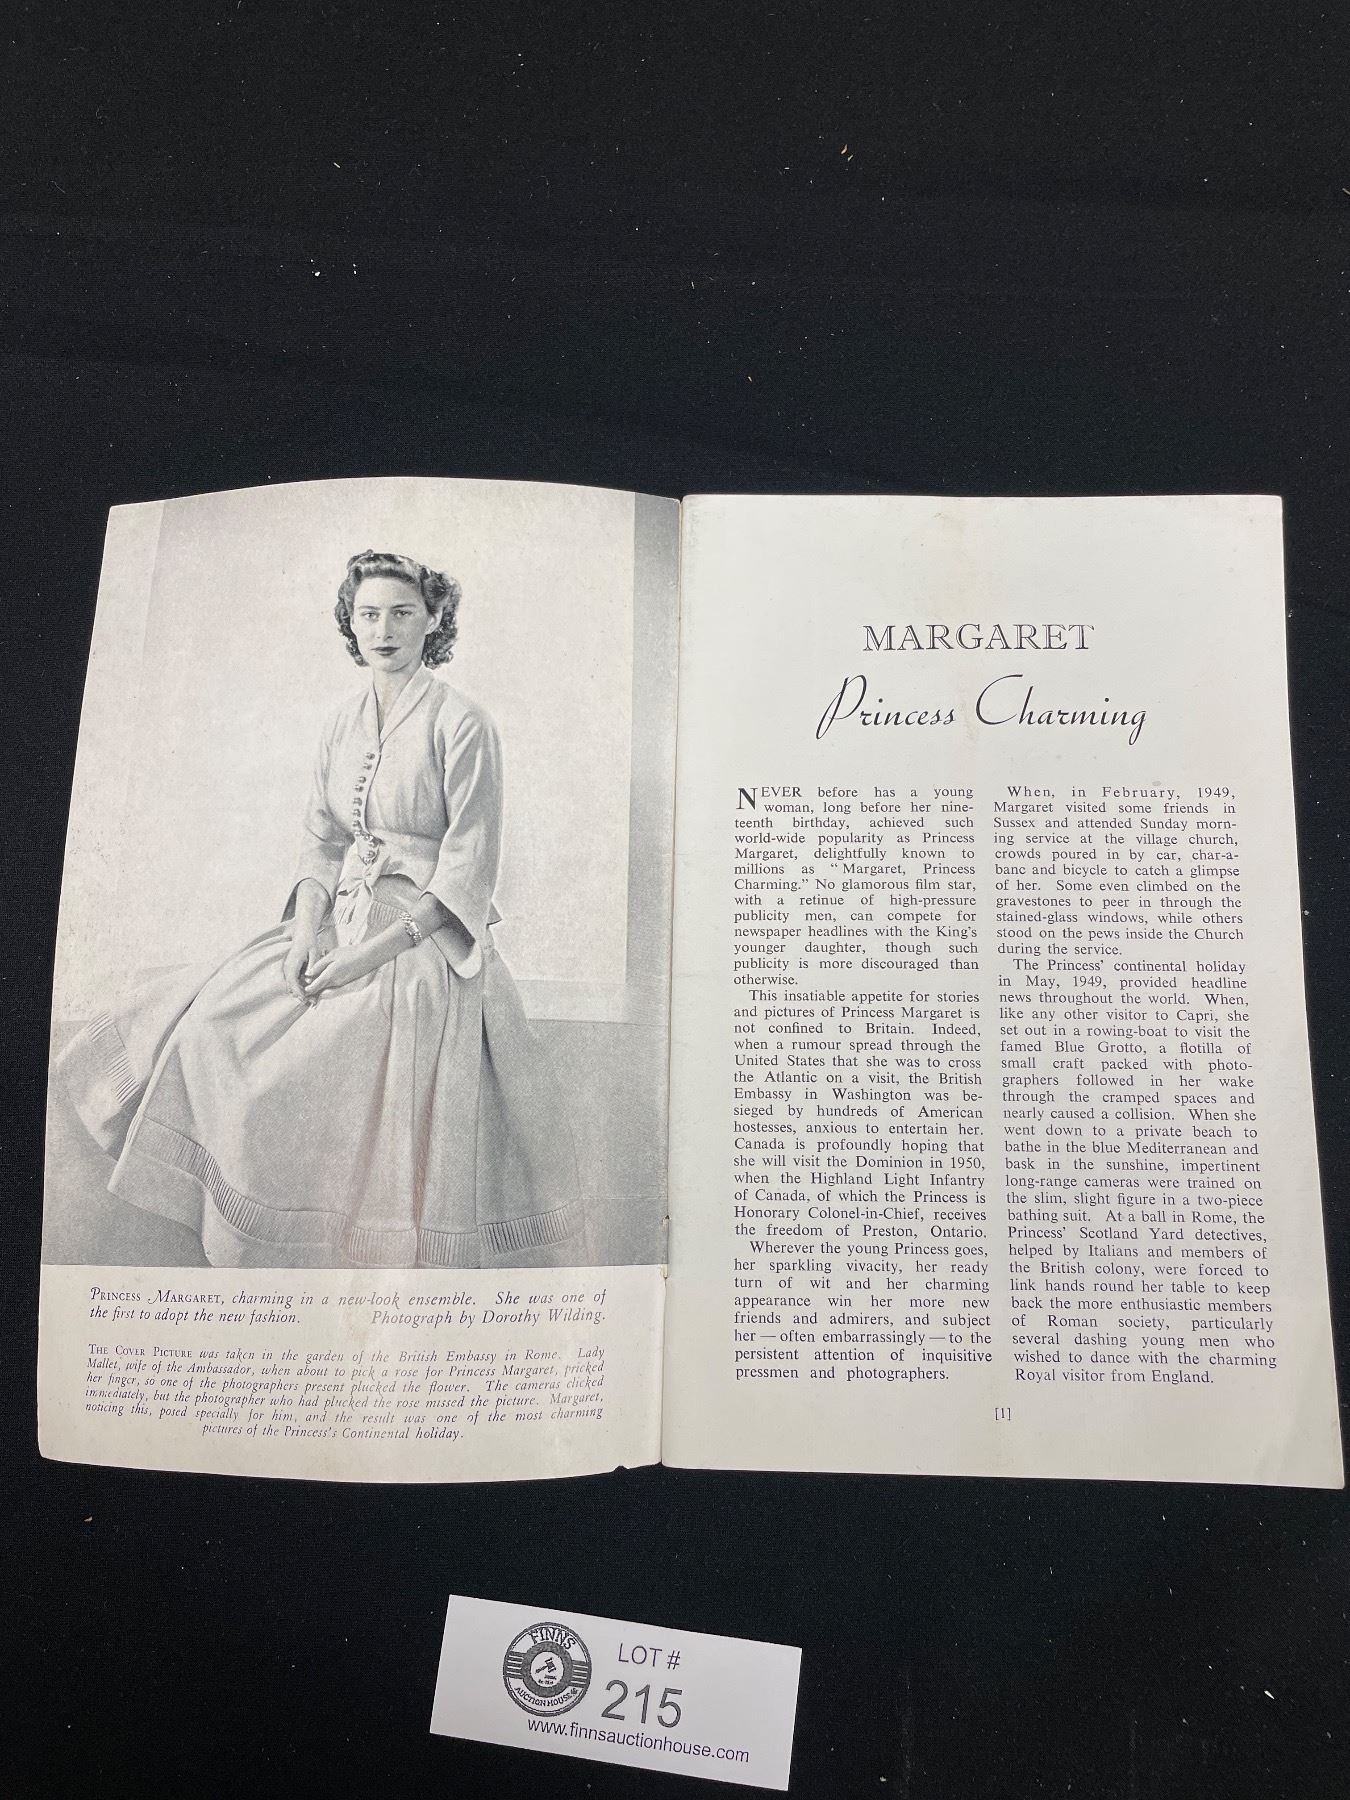 PRINCESS MARGARET, charming in a new-look ensemble. She was one of
the first to adopt the new fashion. Photograph by Dorothy Wilding.
THE COVER PICTURE was taken in the garden of the British Embassy in Rome. Lady
Mallet, wife of the Ambassador, when about to pick a rose for Princess Margaret, pricked
her finger, so one of the photographers present plucked the flower. The cameras clicked
immediately, but the photographer who had plucked the rose missed the picture. Margaret,
noticing this, posed specially for him, and the result was one of the most charming
pictures of the Princess's Continental holiday.
MARGARET
Princess Charming
NEVER before has a young
woman, long before her nine-
teenth birthday, achieved such
world-wide popularity as Princess
Margaret, delightfully known to
millions as "Margaret, Princess
Charming." No glamorous film star,
with a retinue of high-pressure
publicity men, can compete for
newspaper headlines with the King's
younger daughter, though such
publicity is more discouraged than
otherwise.
This insatiable appetite for stories
and pictures of Princess Margaret is
not confined to Britain. Indeed,
when a rumour spread through the
United States that she was to cross
the Atlantic on a visit, the British
Embassy in Washington was be-
sieged by hundreds of American
hostesses, anxious to entertain her.
Canada is profoundly hoping that
she will visit the Dominion in 1950,
when the Highland Light Infantry
of Canada, of which the Princess is
Honorary Colonel-in-Chief, receives
the freedom of Preston, Ontario.
Wherever the young Princess goes,
her sparkling vivacity, her ready
turn of wit and her charming
appearance win her more new
friends and admirers, and subject
her — often embarrassingly — to the
persistent attention of inquisitive
pressmen and photographers.
When, in February, 1949,
Margaret visited some friends in
Sussex and attended Sunday morn-
ing service at the village church,
crowds poured in by car, char-a-
banc and bicycle to catch a glimpse
of her. Some even climbed on the
gravestones to peer in through the
stained-glass windows, while others
stood on the pews inside the Church
during the service.
The Princess' continental holiday
in May, 1949, provided headline
news throughout the world. When,
like any other visitor to Capri, she
set out in a rowing-boat to visit the
famed Blue Grotto, a flotilla of
small craft packed with photo-
graphers followed in her wake
through the cramped spaces and
nearly caused a collision. When she
went down to a private beach to
bathe in the blue Mediterranean and
bask in the sunshine, impertinent
long-range cameras were trained on
the slim, slight figure in a two-piece
bathing suit. At a ball in Rome, the
Princess' Scotland Yard detectives,
helped by Italians and members of
the British colony, were forced to
link hands round her table to keep
back the more enthusiastic members
of Roman society, particularly
several dashing young men who
wished to dance with the charming
Royal visitor from England.
[1]
FINNS
AUCTION HOUSE
LOT #
215
www.finnsauctionhouse.com